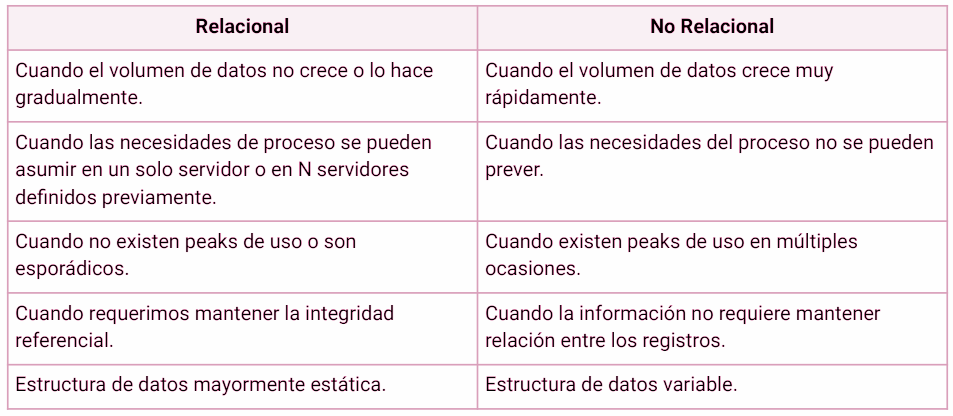 Relacional
No Relacional
Cuando el volumen de datos no crece o lo hace
gradualmente.
Cuando el volumen de datos crece muy
rápidamente.
Cuando las necesidades de proceso se pueden
asumir en un solo servidor o en N servidores
definidos previamente.
Cuando las necesidades del proceso no se pueden
prever.
Cuando no existen peaks de uso o son
esporádicos.
Cuando existen peaks de uso en múltiples
ocasiones.
Cuando requerimos mantener la integridad
referencial.
Cuando la información no requiere mantener
relación entre los registros.
Estructura de datos mayormente estática.
Estructura de datos variable.